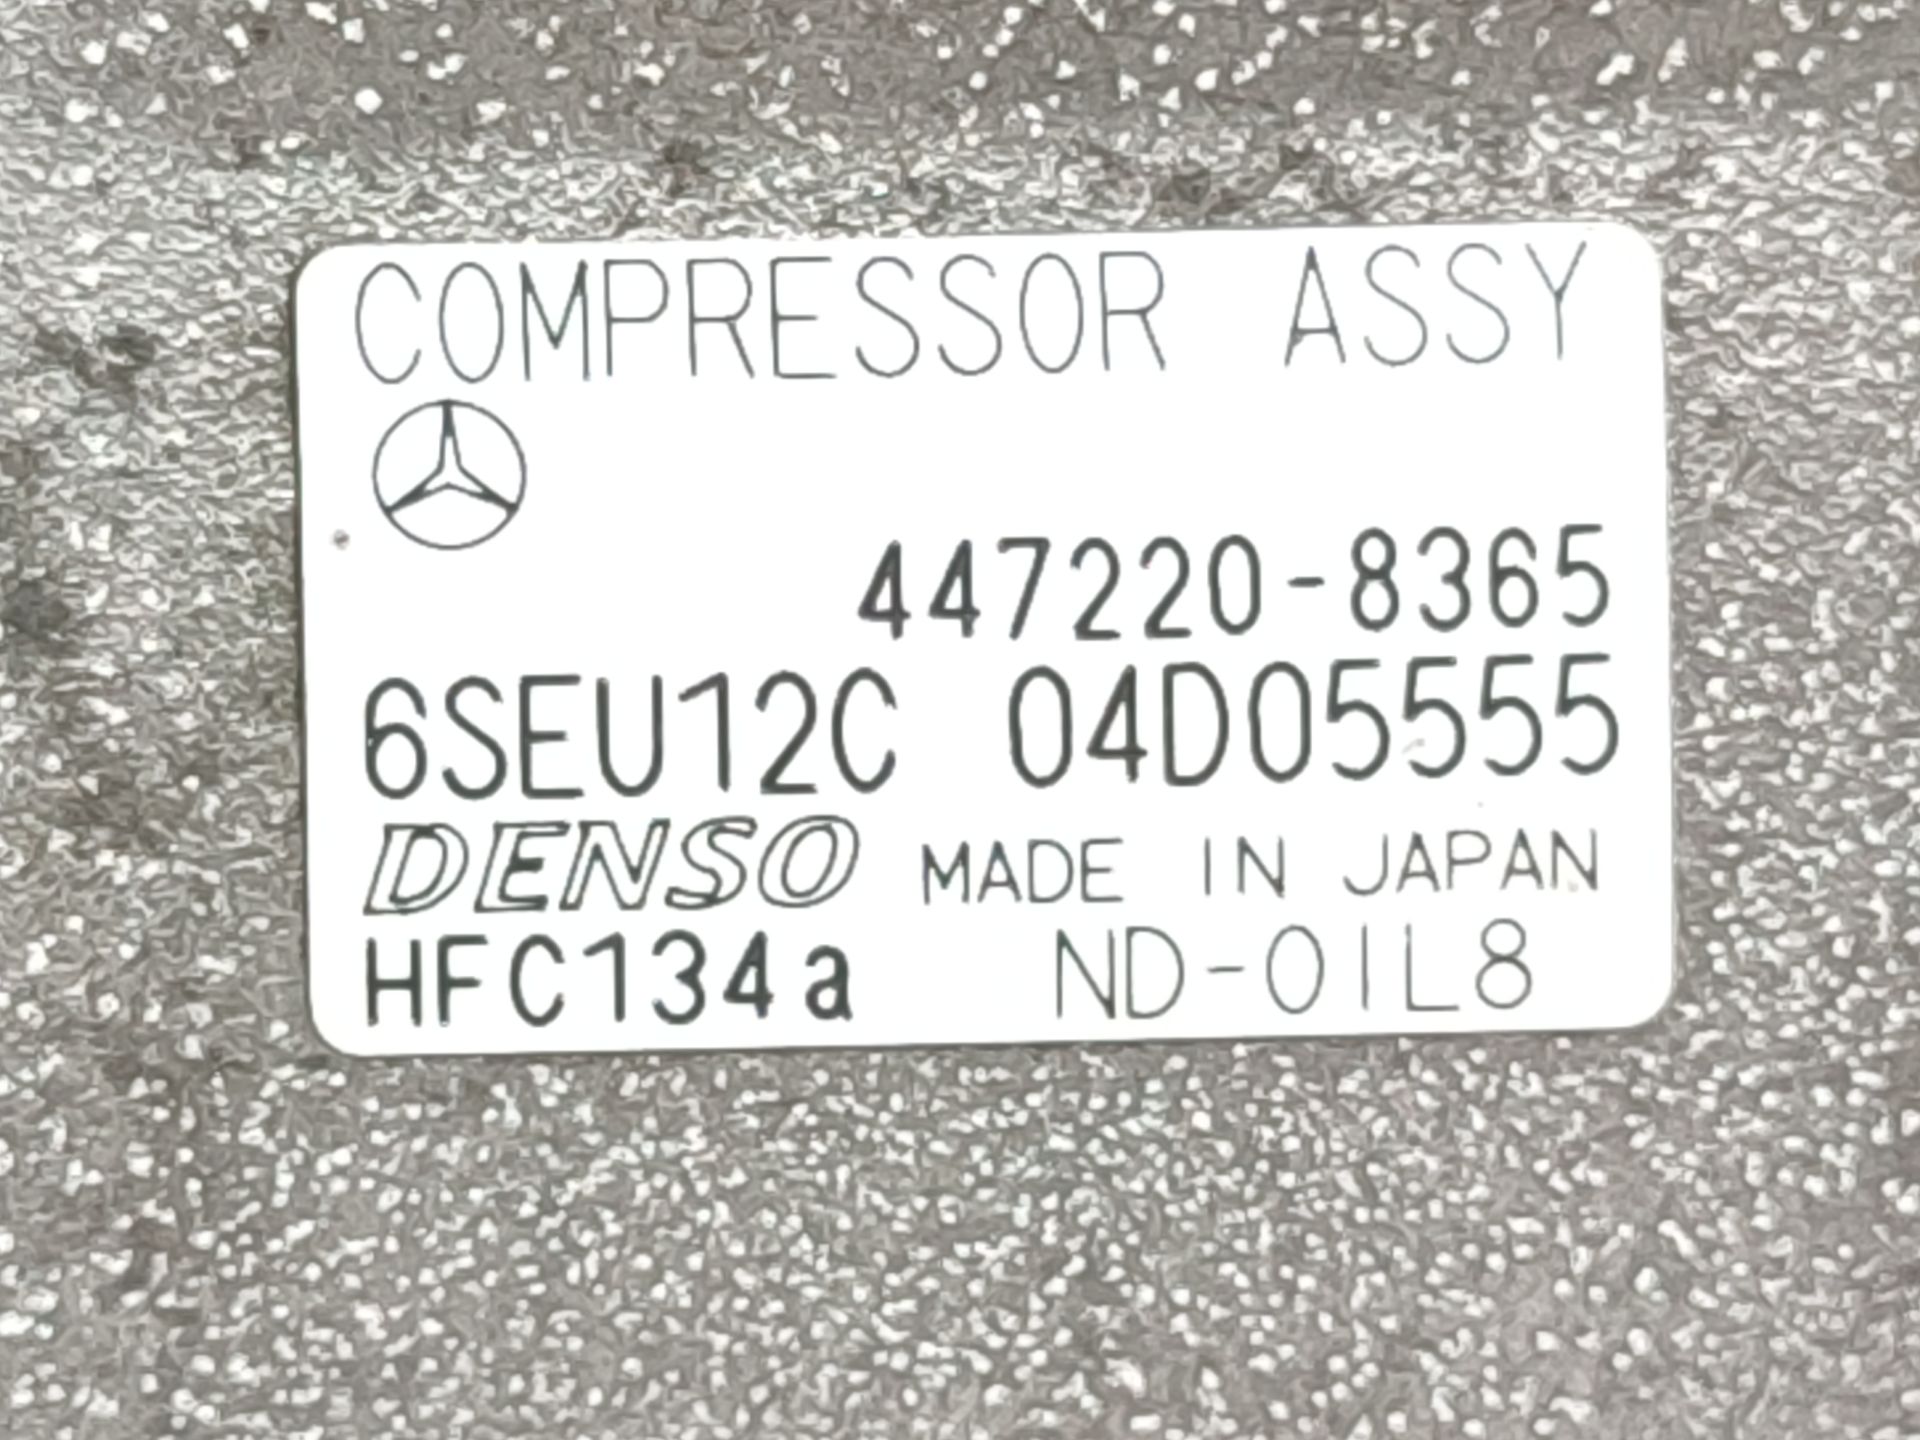 COMPRESSOR ASSY
447220-8365
6SEU12C 04D05555
DENSO MADE IN JAPAN
HFC134a ND-OIL8